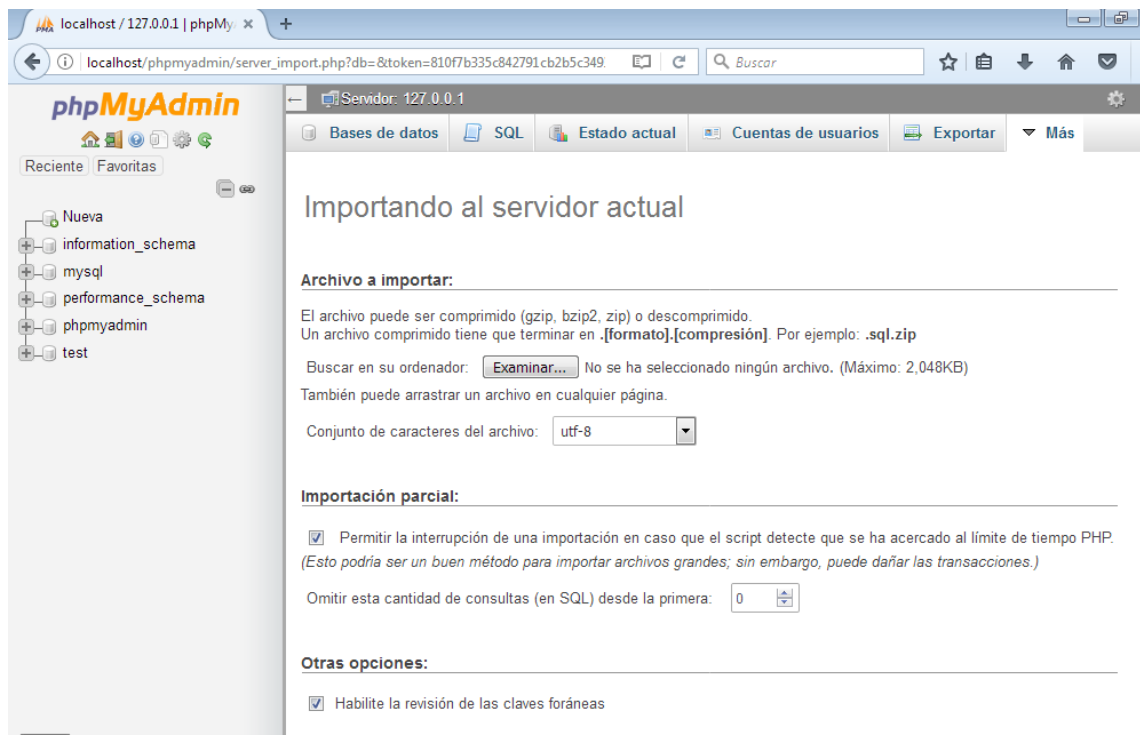 localhost / 127.0.0.1 | phpMy
localhost/phpmyadmin/server_import.php?db=&token=810f7b335c842791cb2b5c349
Buscar
phpMyAdmin
Reciente Favoritas
Nueva
information_schema
mysql
performance_schema
phpmyadmin
test
Servidor: 127.0.0.1
Bases de datos SQL Estado actual Cuentas de usuarios Exportar Más
Importando al servidor actual
Archivo a importar:
El archivo puede ser comprimido (gzip, bzip2, zip) o descomprimido.
Un archivo comprimido tiene que terminar en .[formato].[compresión]. Por ejemplo: .sql.zip
Buscar en su ordenador: Examinar... No se ha seleccionado ningún archivo. (Máximo: 2,048KB)
También puede arrastrar un archivo en cualquier página.
Conjunto de caracteres del archivo: utf-8
Importación parcial:
Permitir la interrupción de una importación en caso que el script detecte que se ha acercado al límite de tiempo PHP.
(Esto podría ser un buen método para importar archivos grandes; sin embargo, puede dañar las transacciones.)
Omitir esta cantidad de consultas (en SQL) desde la primera: 0
Otras opciones:
Habilite la revisión de las claves foráneas